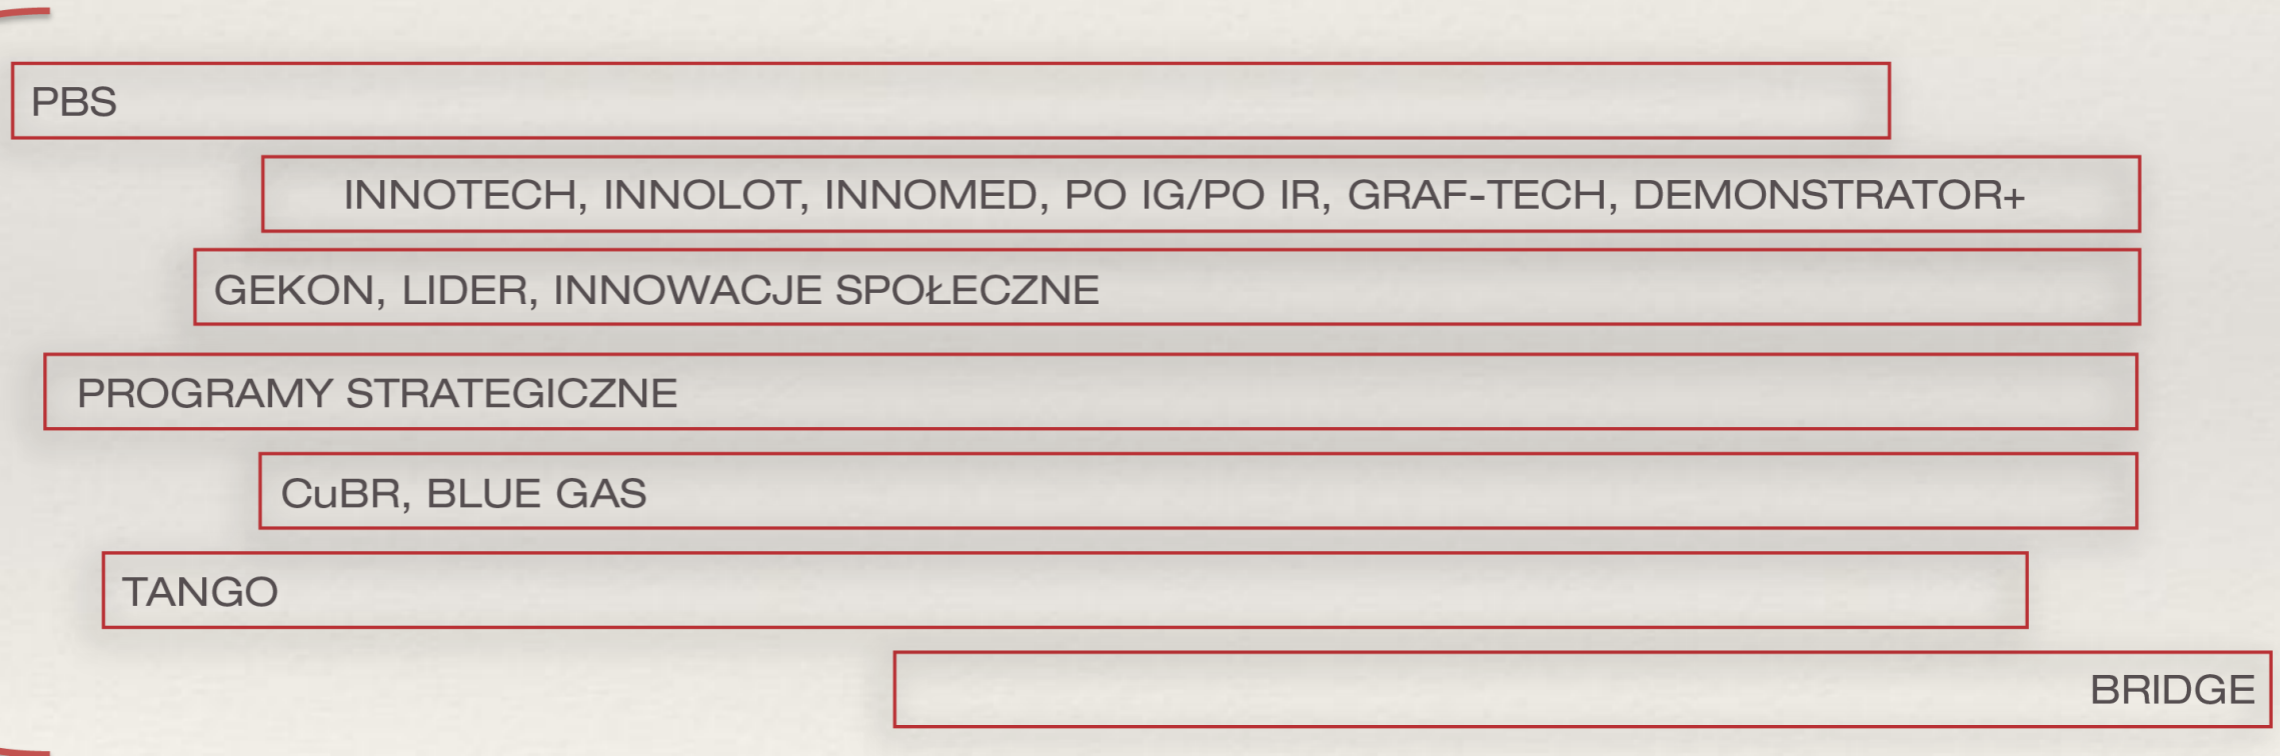 PBS
INNOTECH, INNOLOT, INNOMED, PO IG/PO IR, GRAF-TECH, DEMONSTRATOR+
GEKON, LIDER, INNOWACJE SPOŁECZNE
PROGRAMY STRATEGICZNE
CuBR, BLUE GAS
TANGO
BRIDGE